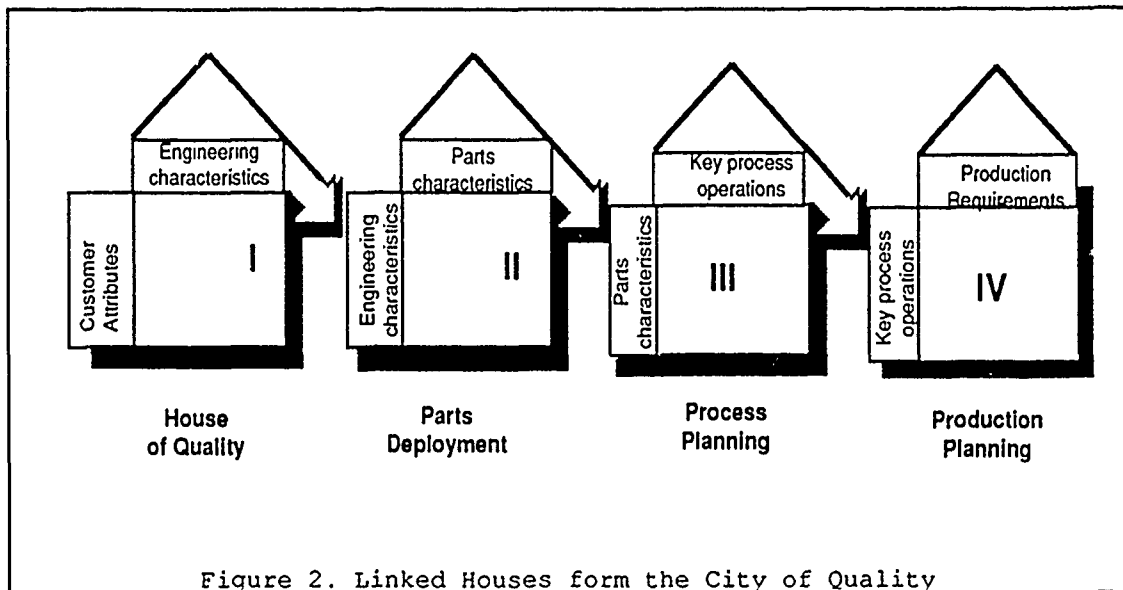 Engineering
characteristics
Customer
Attributes
I
House
of Quality
Parts
characteristics
Engineering
characteristics
II
Parts
Deployment
Key process
operations
Parts
characteristics
III
Process
Planning
Production
Requirements
Key process
operations
IV
Production
Planning
Figure 2. Linked Houses form the City of Quality